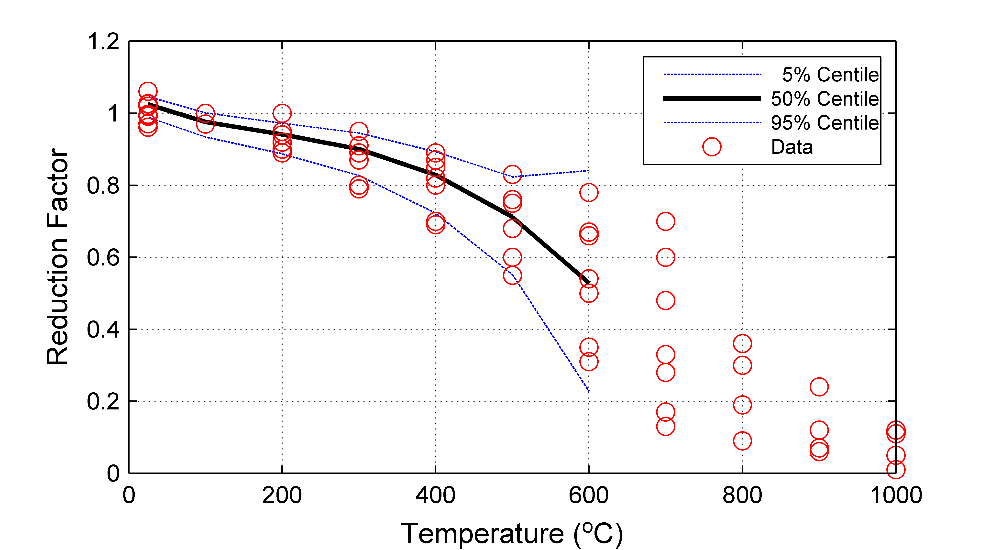 1.2
1
0.8
0.6
0.4
0.2
0
0
200
400
600
800
1000
Reduction Factor
Temperature (°C)
5% Centile
50% Centile
95% Centile
Data